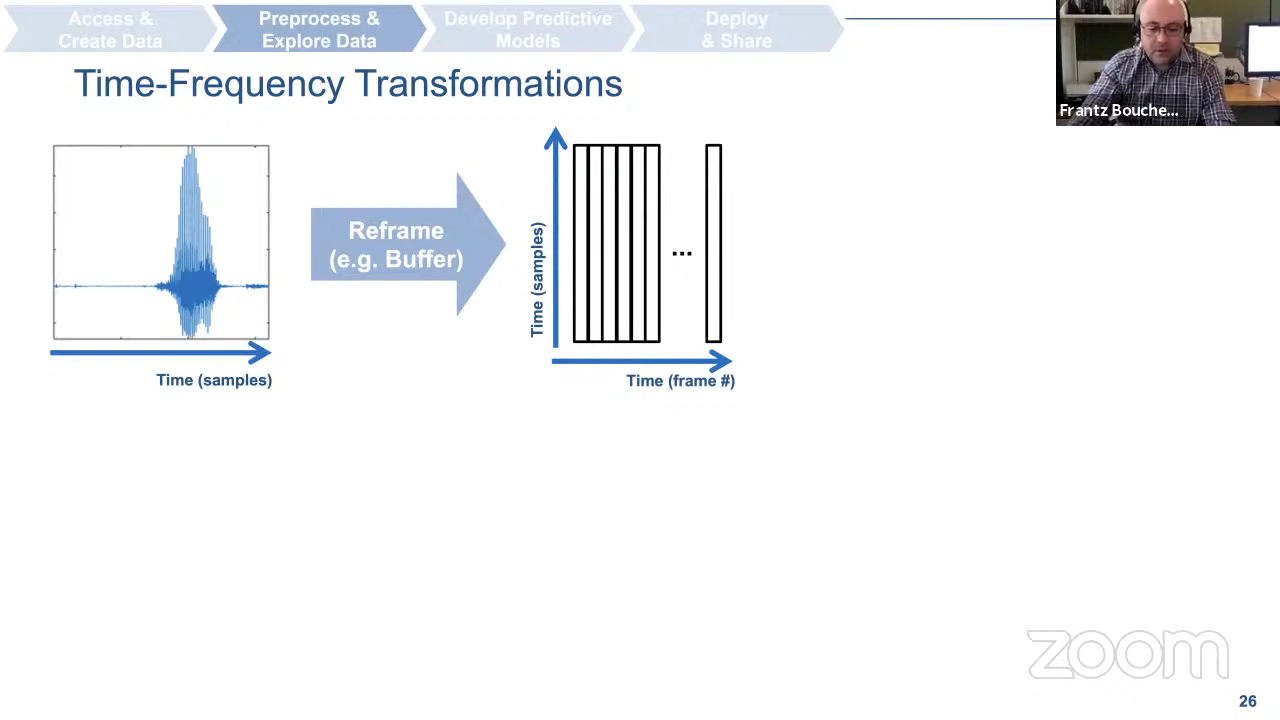 Access &
Create Data
Preprocess &
Explore Data
Develop Predictive
Models
Deploy
& Share
Time-Frequency Transformations
Frantz Bouche...
Reframe
(e.g. Buffer)
Time (samples)
...
Time (samples)
Time (frame #)
zoom
26